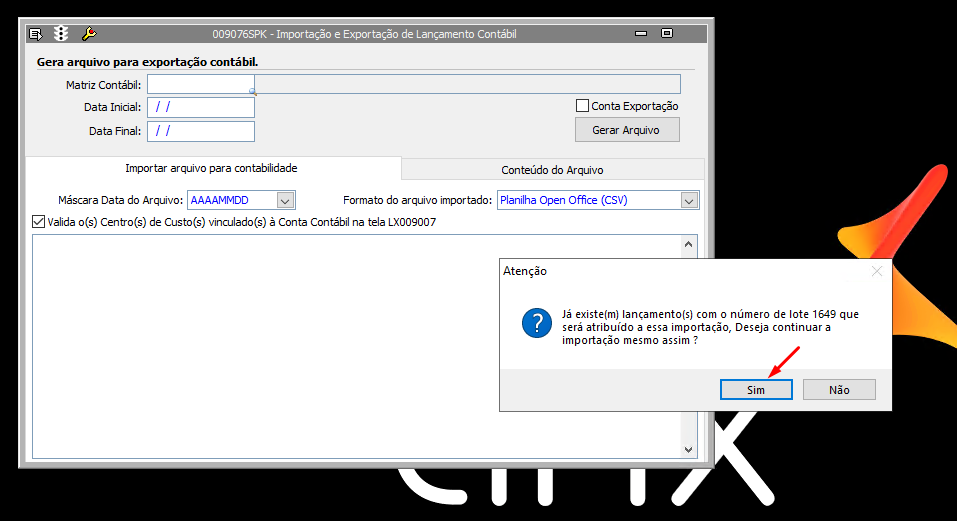 009076SPK - Importação e Exportação de Lançamento Contábil
Gera arquivo para exportação contábil.
Matriz Contábil:
Data Inicial: / /
Conta Exportação
Data Final: / /
Gerar Arquivo
Importar arquivo para contabilidade
Conteúdo do Arquivo
Máscara Data do Arquivo: AAAAMMDD
Formato do arquivo importado: Planilha Open Office (CSV)
Valida o(s) Centro(s) de Custo(s) vinculado(s) à Conta Contábil na tela LX009007
Atenção
Já existe(m) lançamento(s) com o número de lote 1649 que
será atribuído a essa importação, Deseja continuar a
importação mesmo assim ?
Sim
Não